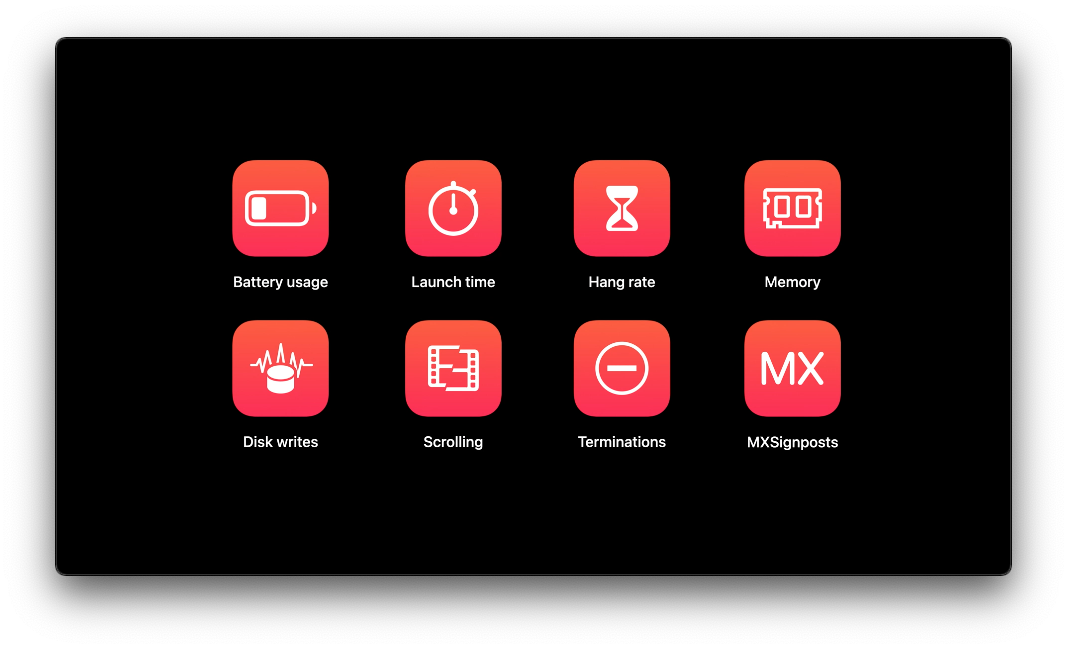 Battery usage
Launch time
Hang rate
Memory
Disk writes
Scrolling
Terminations
MX
MXSignposts